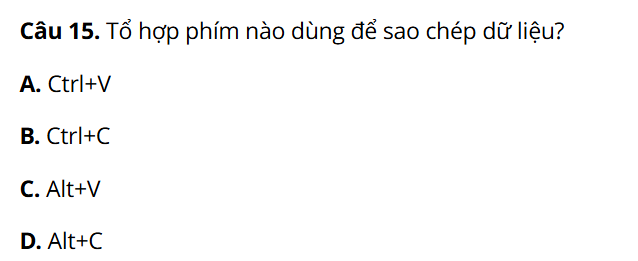 Câu 15. Tổ hợp phím nào dùng để sao chép dữ liệu?
A. Ctrl+V
B. Ctrl+C
C. Alt+V
D. Alt+C